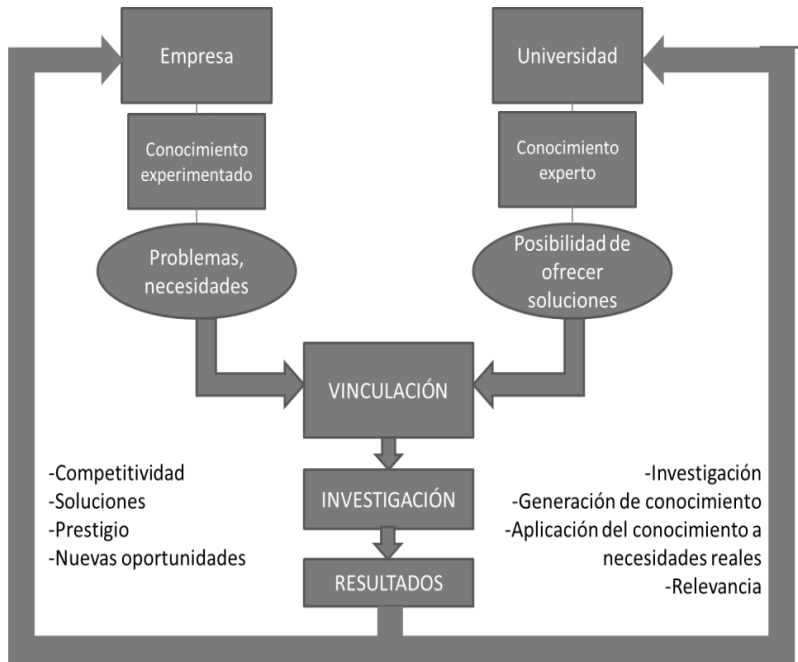 Empresa
Universidad
Conocimiento
experimentado
Conocimiento
experto
Problemas,
necesidades
Posibilidad de
ofrecer
soluciones
VINCULACIÓN
-Competitividad
-Soluciones
-Prestigio
-Nuevas oportunidades
INVESTIGACIÓN
RESULTADOS
-Investigación
-Generación de conocimiento
-Aplicación del conocimiento a
necesidades reales
-Relevancia